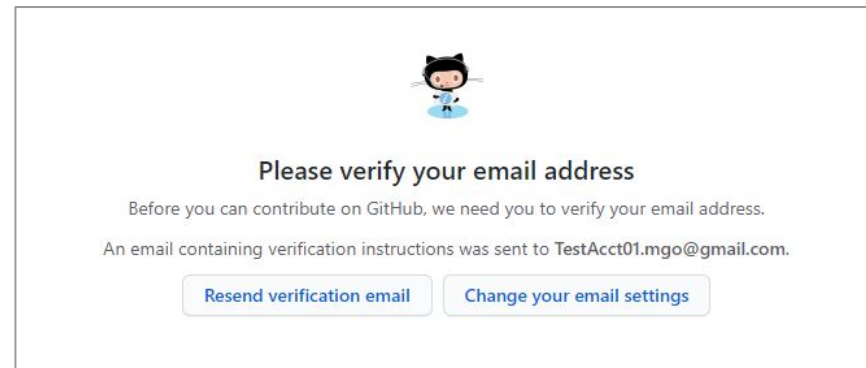 Please verify your email address
Before you can contribute on GitHub, we need you to verify your email address.
An email containing verification instructions was sent to TestAcct01.mgo@gmail.com.
Resend verification email Change your email settings